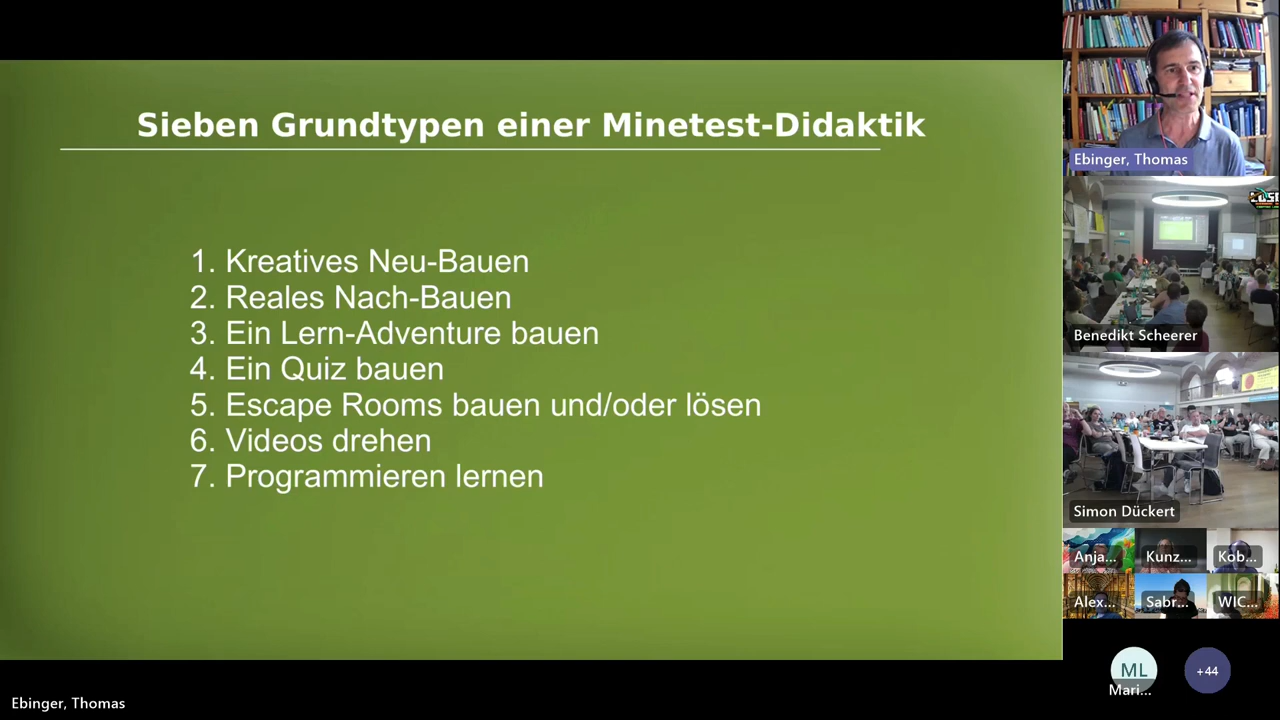 Sieben Grundtypen einer Minetest-Didaktik
1. Kreatives Neu-Bauen
2. Reales Nach-Bauen
3. Ein Lern-Adventure bauen
4. Ein Quiz bauen
5. Escape Rooms bauen und/oder lösen
6. Videos drehen
7. Programmieren lernen
Ebinger, Thomas
Benedikt Scheerer
Simon Dückert
Anja...
Kunz...
Kob...
Alex...
Sabr...
WIC...
ML
Mari...
+44
Ebinger, Thomas